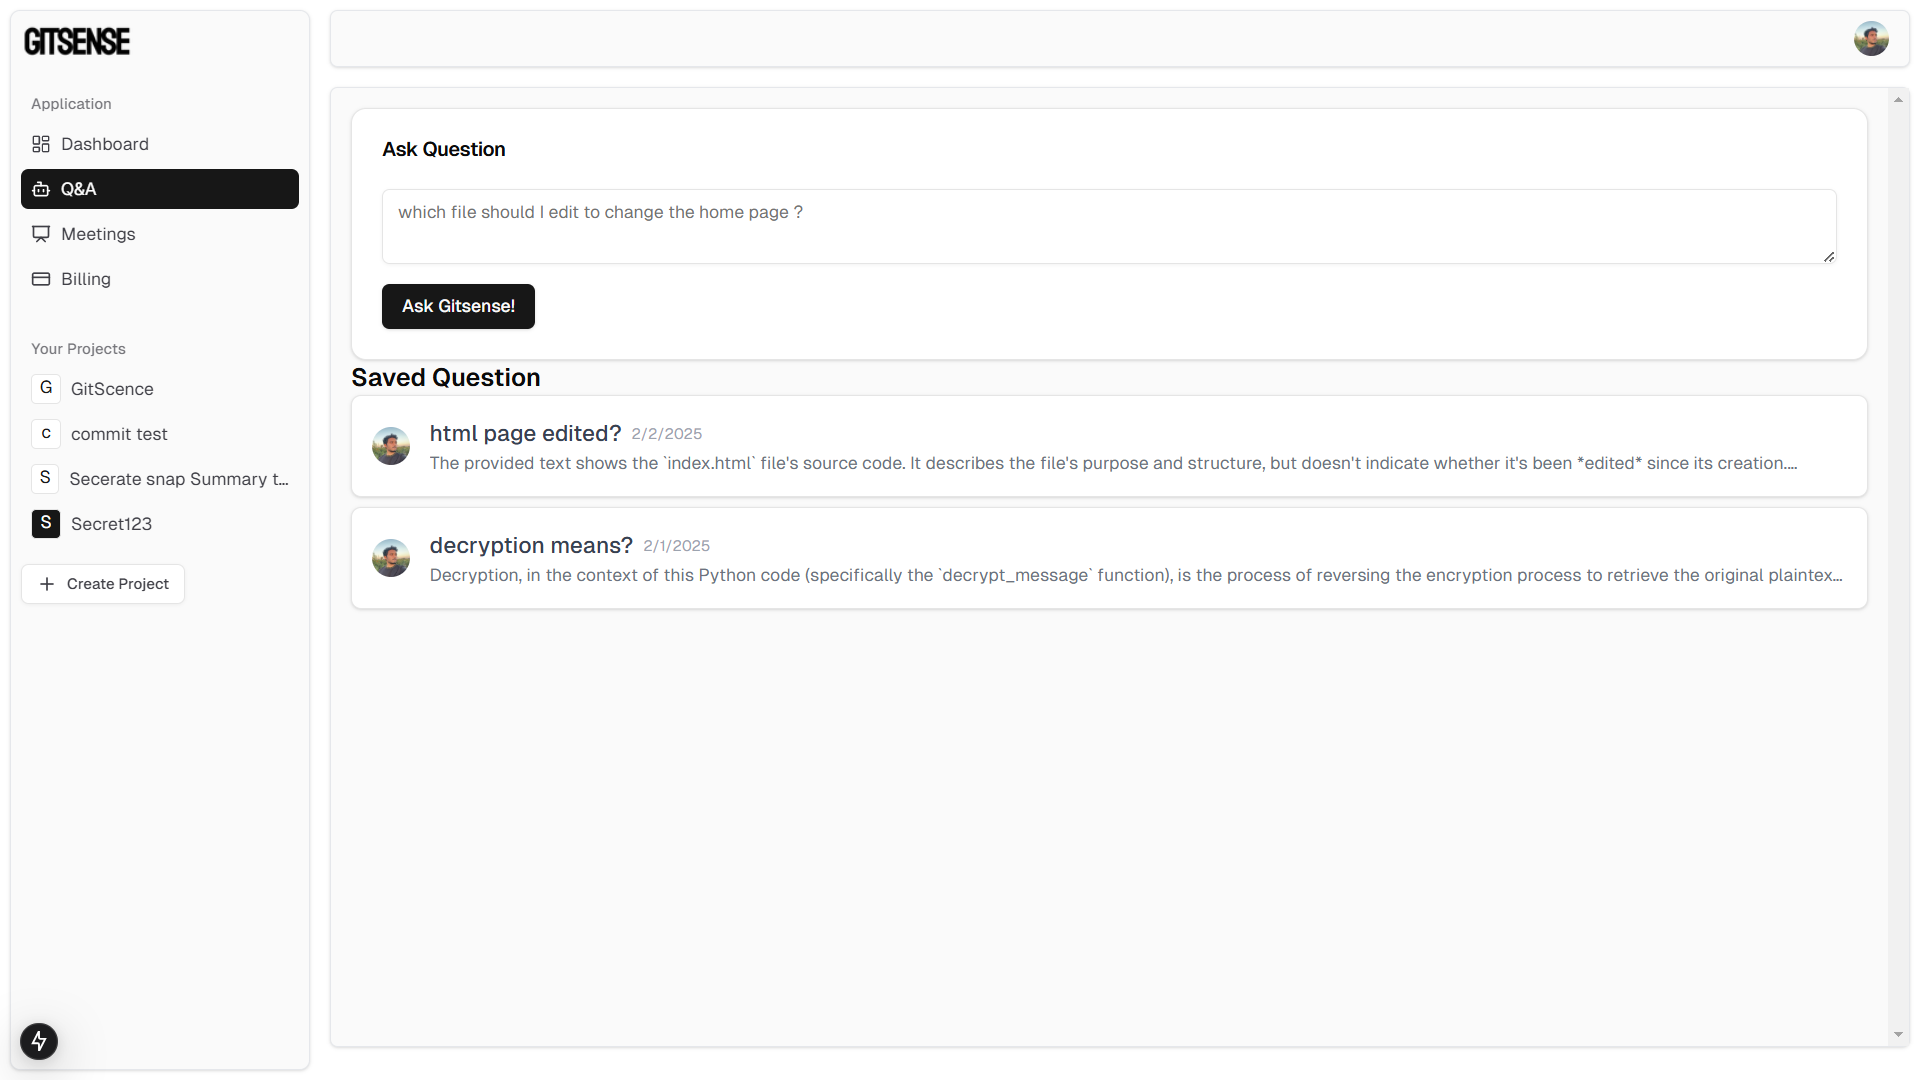 GITSENSE
Application
Dashboard
Q&A
Meetings
Billing
Your Projects
G GitScence
c commit test
S Secerate snap Summary t...
S Secret123
Create Project
Ask Question
which file should I edit to change the home page ?
Ask Gitsense!
Saved Question
html page edited? 2/2/2025
The provided text shows the `index.html` file's source code. It describes the file's purpose and structure, but doesn't indicate whether it's been *edited* since its creation....
decryption means? 2/1/2025
Decryption, in the context of this Python code (specifically the `decrypt_message` function), is the process of reversing the encryption process to retrieve the original plaintex...